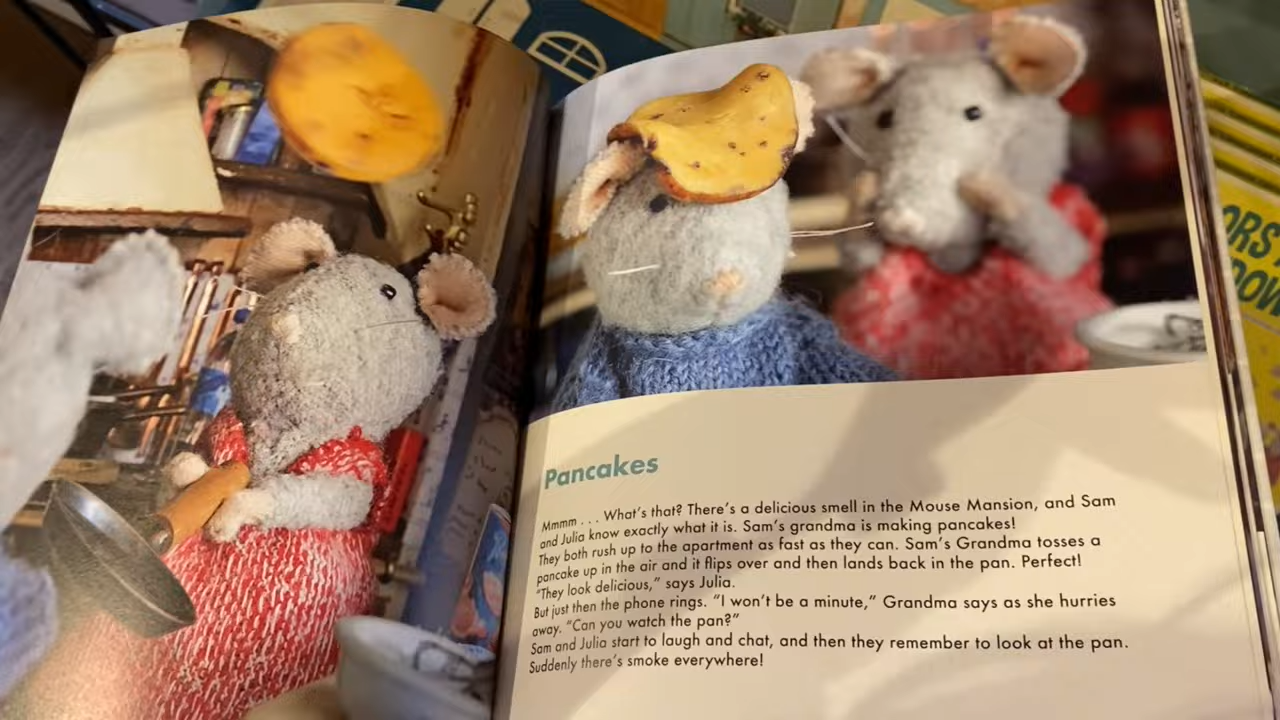 Pancakes
Mmmm . . . What's that? There's a delicious smell in the Mouse Mansion, and Sam
and Julia know exactly what it is. Sam's grandma is making pancakes!
They both rush up to the apartment as fast as they can. Sam's Grandma tosses a
pancake up in the air and it flips over and then lands back in the pan. Perfect!
"They look delicious," says Julia.
But just then the phone rings. "I won't be a minute," Grandma says as she hurries
away. "Can you watch the pan?"
Sam and Julia start to laugh and chat, and then they remember to look at the pan.
Suddenly there's smoke everywhere!